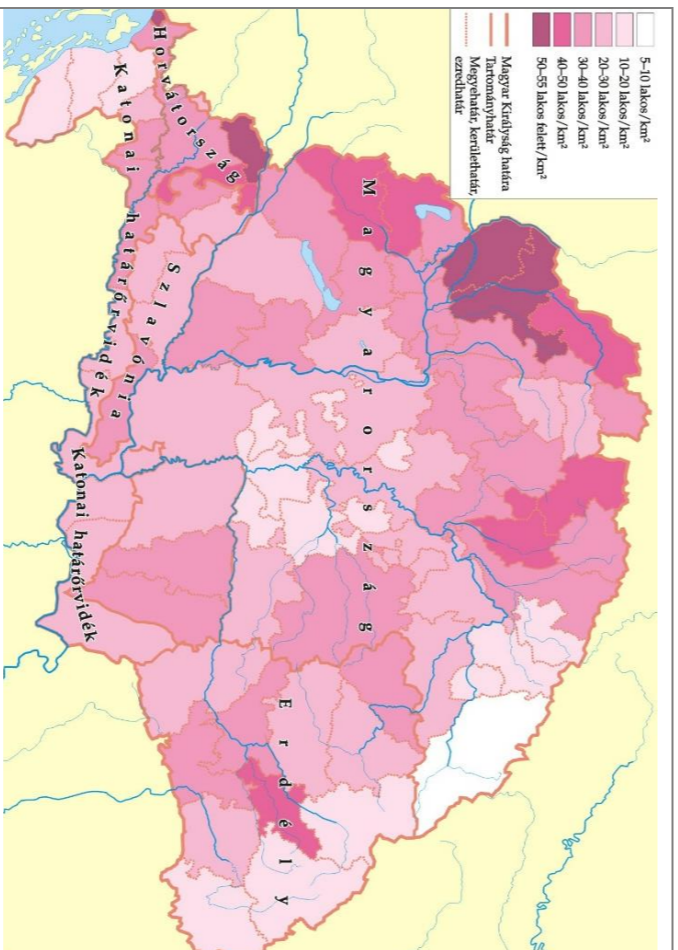 5–10 lakos/km²
10–20 lakos/km²
20–30 lakos/km²
30–40 lakos/km²
40–50 lakos/km²
50–55 lakos felett/km²
Magyar Királyság határa
Tartományhatár
Megyehatár, kerülethatár,
ezredhatár
Magyarország
Erdély
Horvátország
Szlavónia
Katonai határőrvidék
Katonai határőrvidék